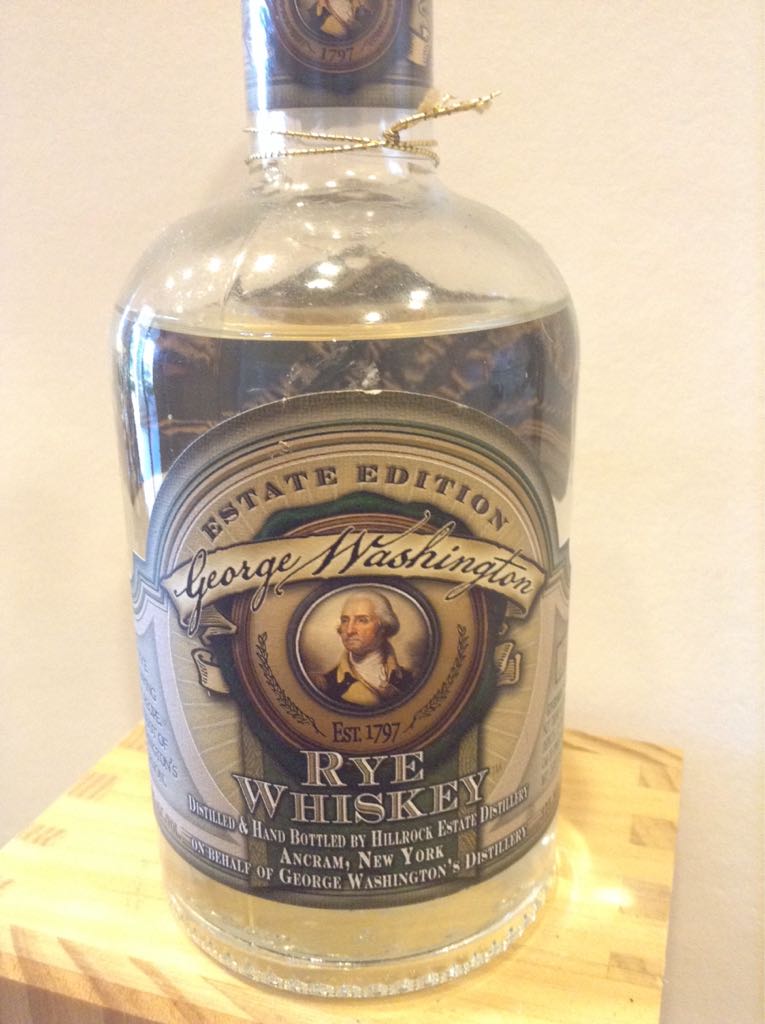 1797
ESTATE EDITION
George Washington
EST. 1797
RYE
WHISKEY
DISTILLED & HAND BOTTLED BY HILLROCK ESTATE DISTILLERY
ANCRAM, NEW YORK
ON BEHALF OF GEORGE WASHINGTON'S DISTILLERY